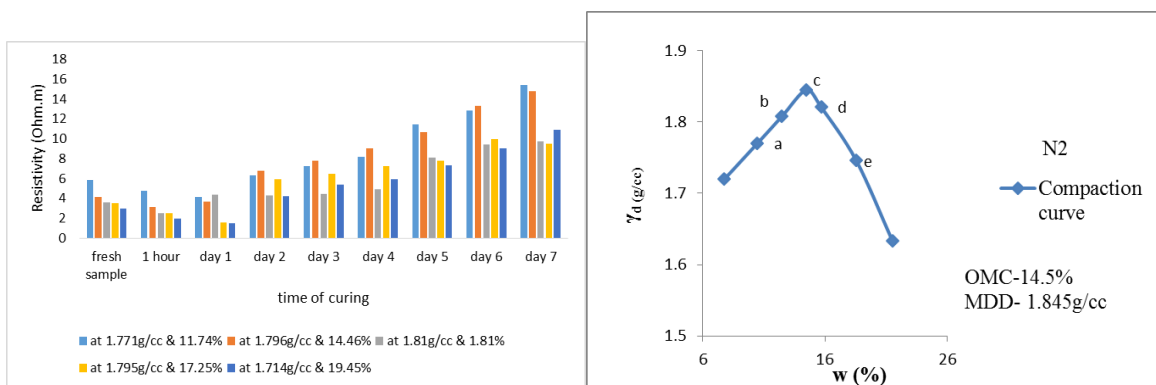 18
16
14
12
10
8
6
4
2
0
Resistivity (Ohm.m)
fresh sample
1 hour
day 1
day 2
day 3
day 4
day 5
day 6
day 7
time of curing
at 1.771g/cc & 11.74%
at 1.796g/cc & 14.46%
at 1.81g/cc & 1.81%
at 1.795g/cc & 17.25%
at 1.714g/cc & 19.45%
1.9
1.8
1.7
1.6
1.5
γd (g/cc)
6
16
26
w (%)
a
b
c
d
e
N2
Compaction
curve
OMC-14.5%
MDD- 1.845g/cc